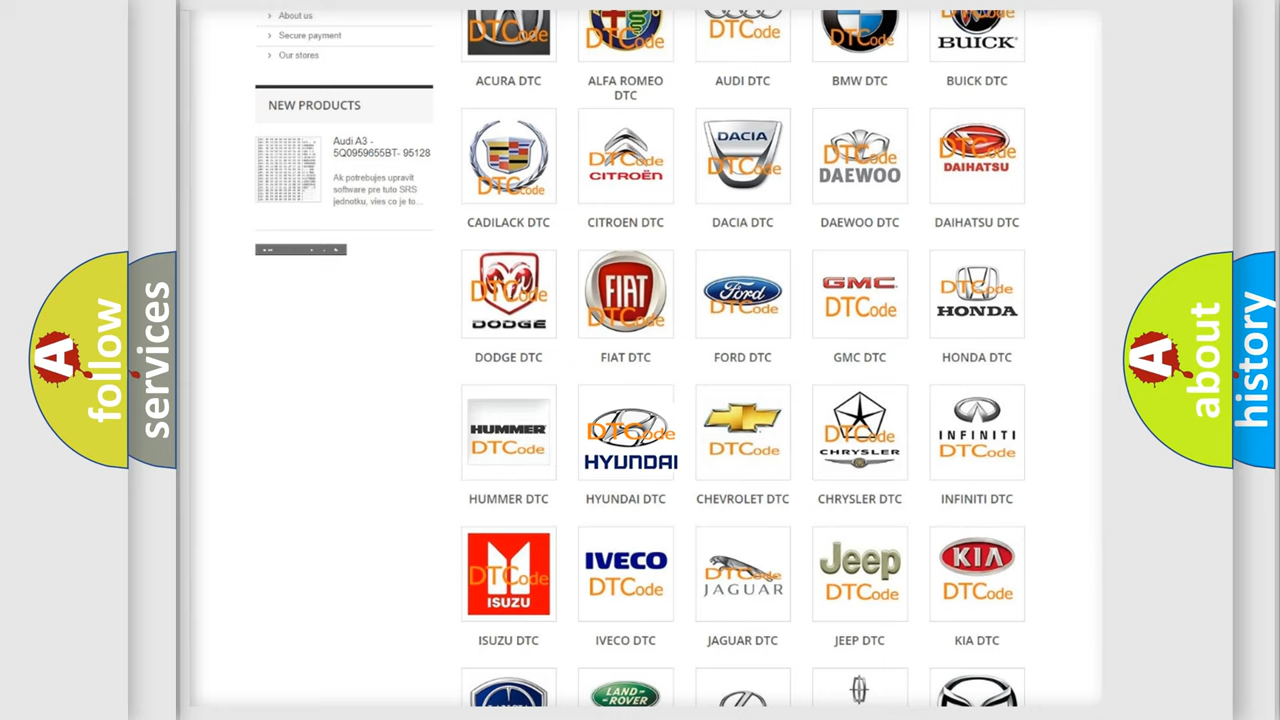 About us
Secure payment
Our stores
NEW PRODUCTS
Audi A3 -
5Q0959655BT- 95128
Ak potrebujes upravit
software pre tuto SRS
jednotku, vies co je to...
A follow
services
A about
history
DTCode DTCode DTCode DTCode BUICK
ACURA DTC ALFA ROMEO DTC AUDI DTC BMW DTC BUICK DTC
DTCode DTCode CITROËN DACIA DTCode DTCode DAEWOO DTCode DAIHATSU
CADILACK DTC CITROEN DTC DACIA DTC DAEWOO DTC DAIHATSU DTC
DTCode DODGE FIAT DTCode Ford DTCode GMC DTCode DTCode HONDA
DODGE DTC FIAT DTC FORD DTC GMC DTC HONDA DTC
HUMMER DTCode DTCode HYUNDAI DTCode DTCode CHRYSLER INFINITI DTCode
HUMMER DTC HYUNDAI DTC CHEVROLET DTC CHRYSLER DTC INFINITI DTC
DTCode ISUZU IVECO DTCode DTCode JAGUAR Jeep DTCode KIA DTCode
ISUZU DTC IVECO DTC JAGUAR DTC JEEP DTC KIA DTC
LAND-ROVER